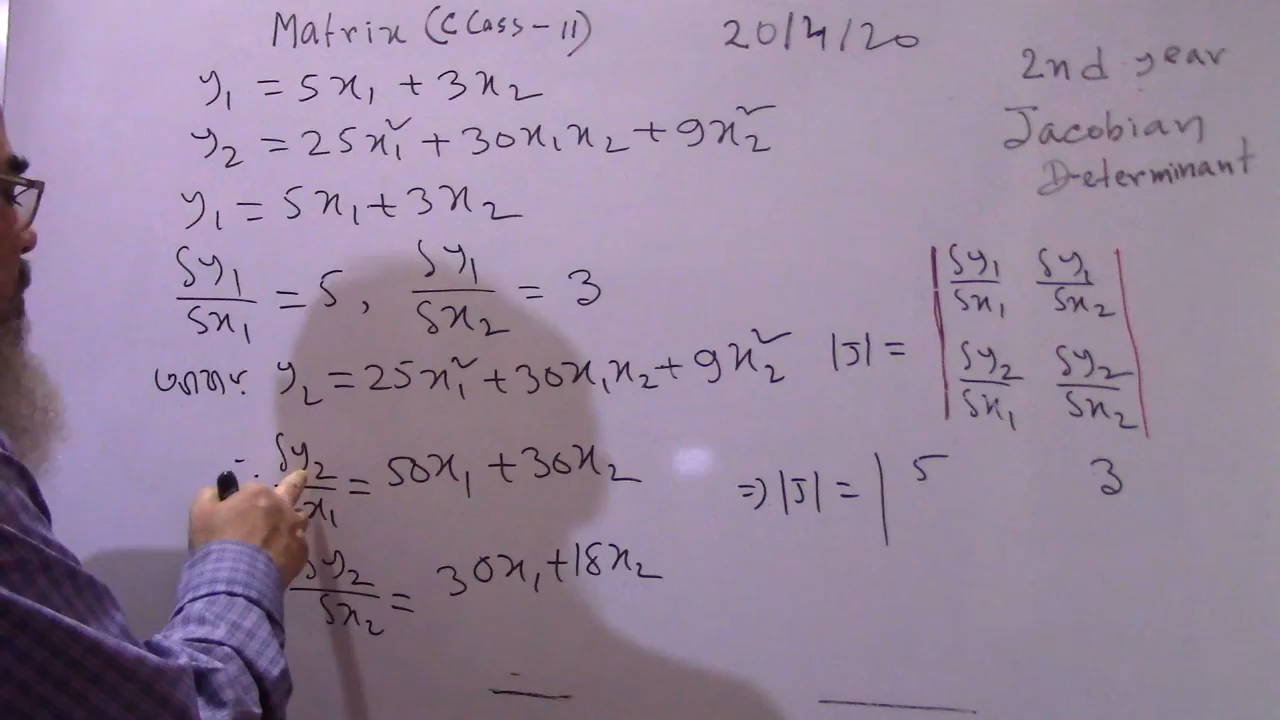 Matrix (Class-11)
20/4/20
2nd year
Jacobian
Determinant
y₁ = 5x₁ + 3x₂
y₂ = 25x₁² + 30x₁x₂ + 9x₂²
y₁ = 5x₁ + 3x₂
δy₁/δx₁ = 5, δy₁/δx₂ = 3
y₂ = 25x₁² + 30x₁x₂ + 9x₂²
|J| = | δy₁/δx₁ δy₁/δx₂ |
| δy₂/δx₁ δy₂/δx₂ |
∴ δy₂/x₁ = 50x₁ + 30x₂
⇒ |J| = | 5 3
δy₂/δx₂ = 30x₁ + 18x₂